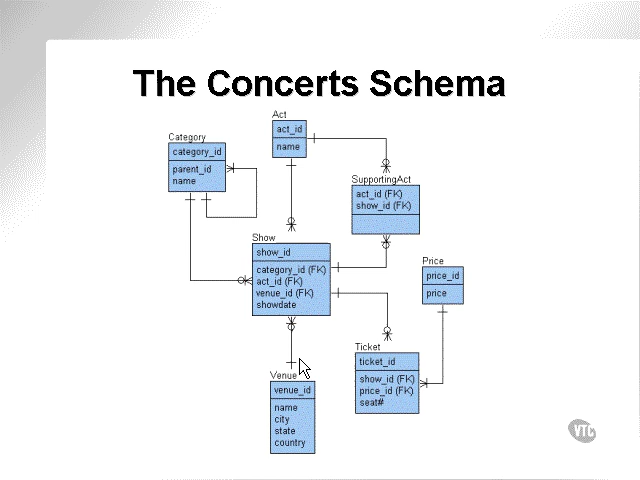 The Concerts Schema
Act
act_id
name
Category
category_id
parent_id
name
SupportingAct
act_id (FK)
show_id (FK)
Show
show_id
category_id (FK)
act_id (FK)
venue_id (FK)
showdate
Price
price_id
price
Ticket
ticket_id
show_id (FK)
price_id (FK)
seat#
Venue
venue_id
name
city
state
country
VTC